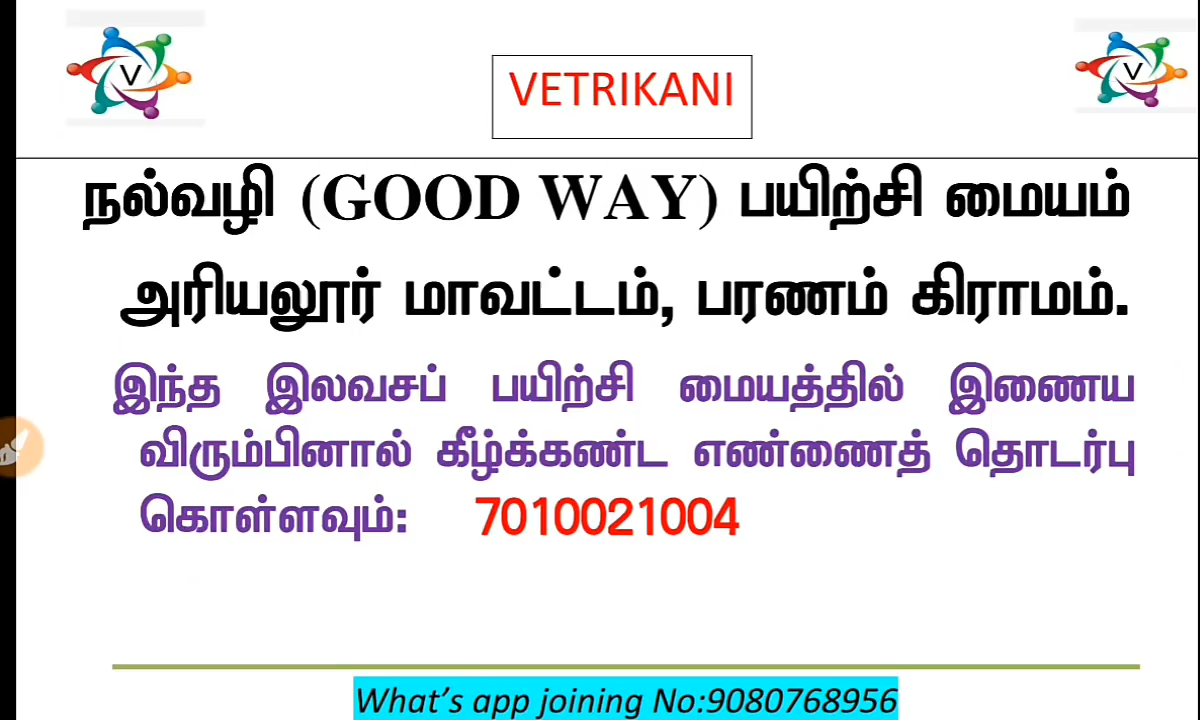 V
V
VETRIKANI
நல்வழி (GOOD WAY) பயிற்சி மையம்
அரியலூர் மாவட்டம், பரணம் கிராமம்.
இந்த இலவசப் பயிற்சி மையத்தில் இணைய
விரும்பினால் கீழ்க்கண்ட எண்ணைத் தொடர்பு
கொள்ளவும்: 7010021004
What's app joining No:9080768956